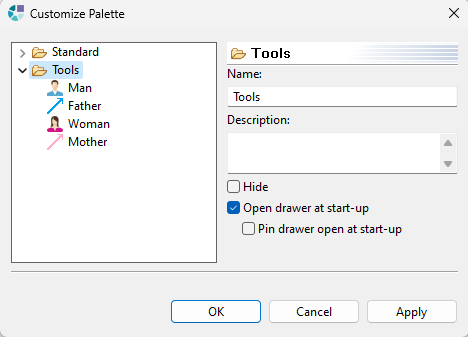 Customize Palette
Standard
Tools
Man
Father
Woman
Mother
Tools
Name:
Tools
Description:
Hide
Open drawer at start-up
Pin drawer open at start-up
OK
Cancel
Apply